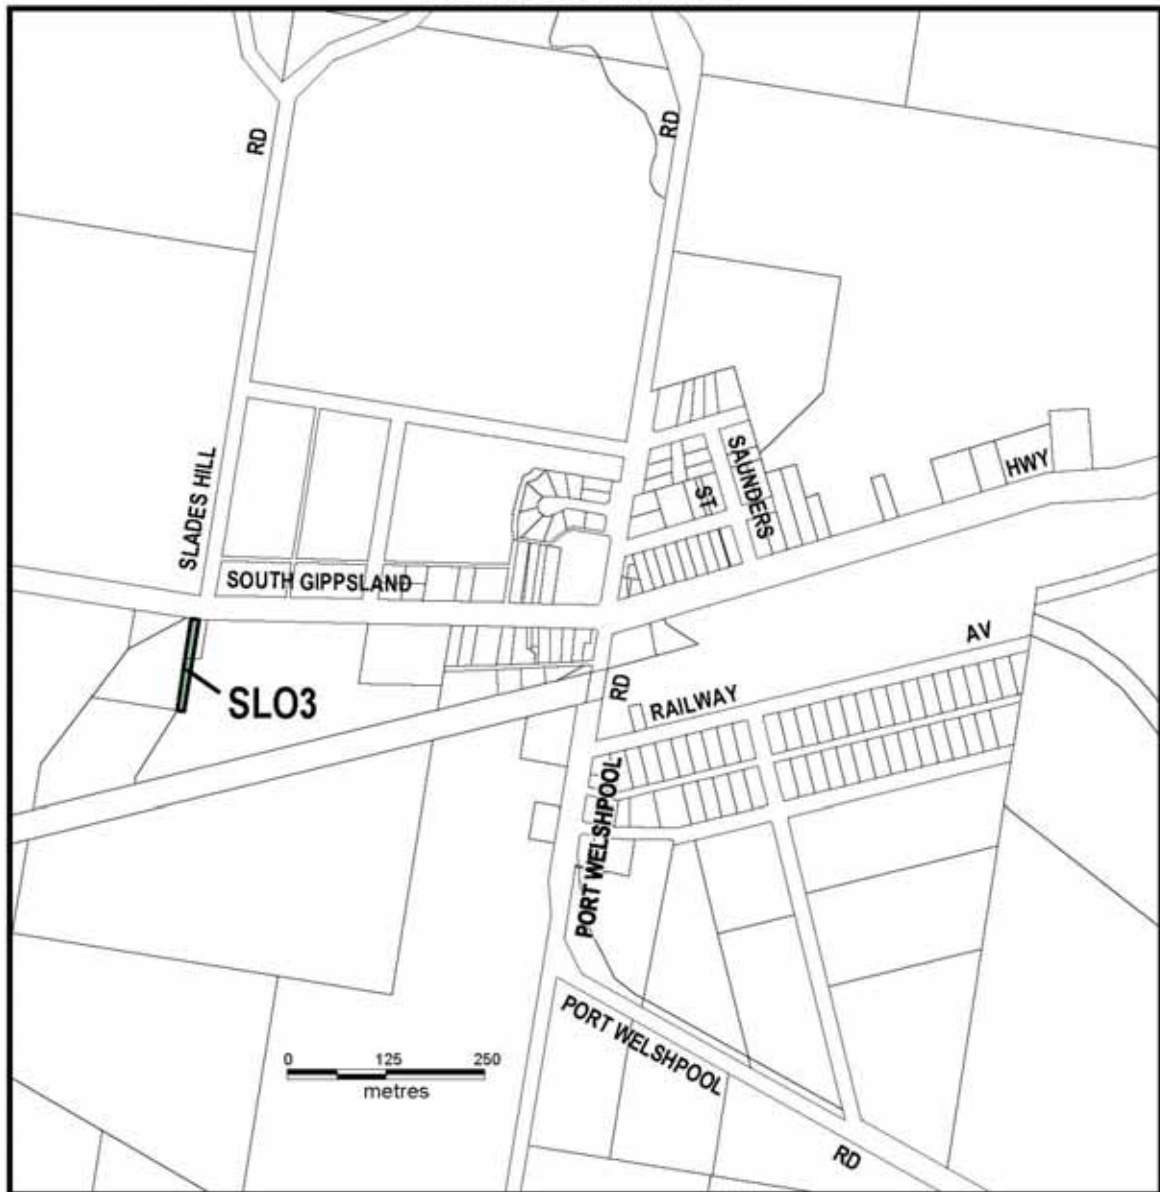 RD
RD
SLADES HILL
SAUNDERS
ST
HWY
SOUTH GIPPSLAND
SLO3
AV
RD
RAILWAY
PORT WELSHPOOL
PORT WELSHPOOL
RD
0 125 250
metres